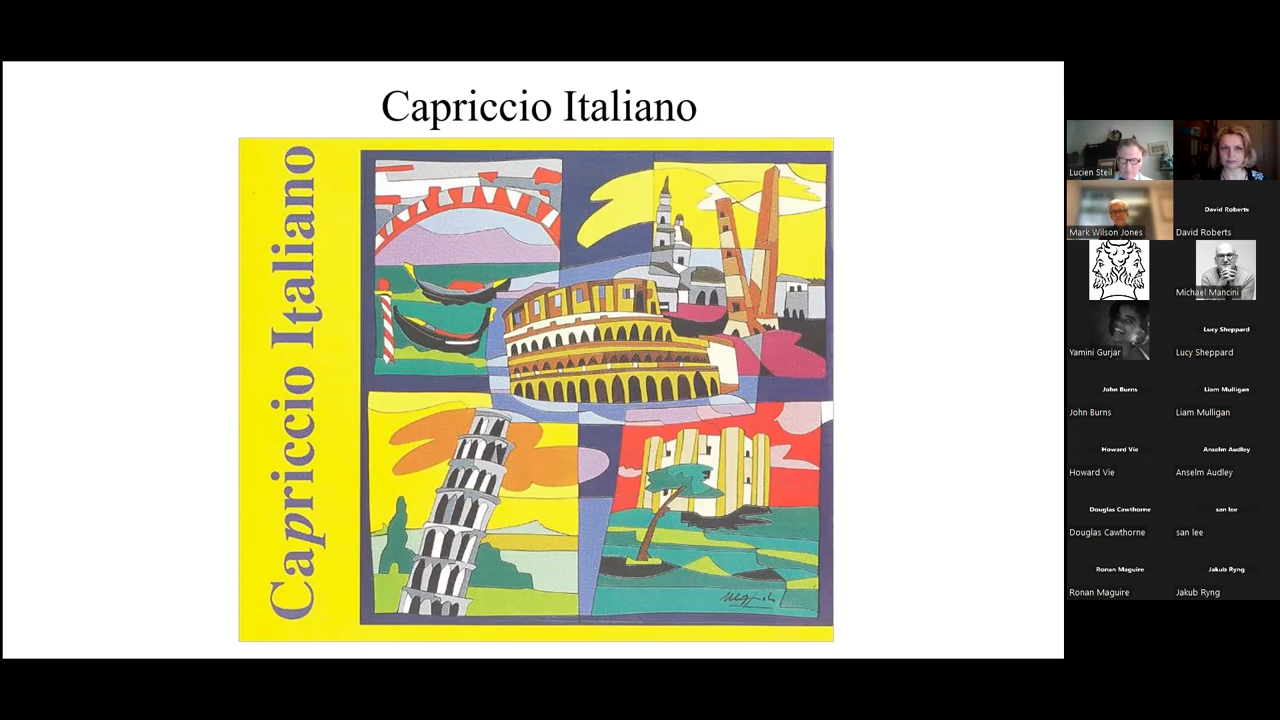 Capriccio Italiano
Capriccio Italiano
Lucien Steil
Mark Wilson Jones
David Roberts
David Roberts
Michael Mancini
Yamini Gurjar
Lucy Sheppard
Lucy Sheppard
John Burns
John Burns
Liam Mulligan
Liam Mulligan
Howard Vie
Howard Vie
Anselm Audley
Anselm Audley
Douglas Cawthorne
Douglas Cawthorne
san lee
san lee
Ronan Maguire
Ronan Maguire
Jakub Ryng
Jakub Ryng